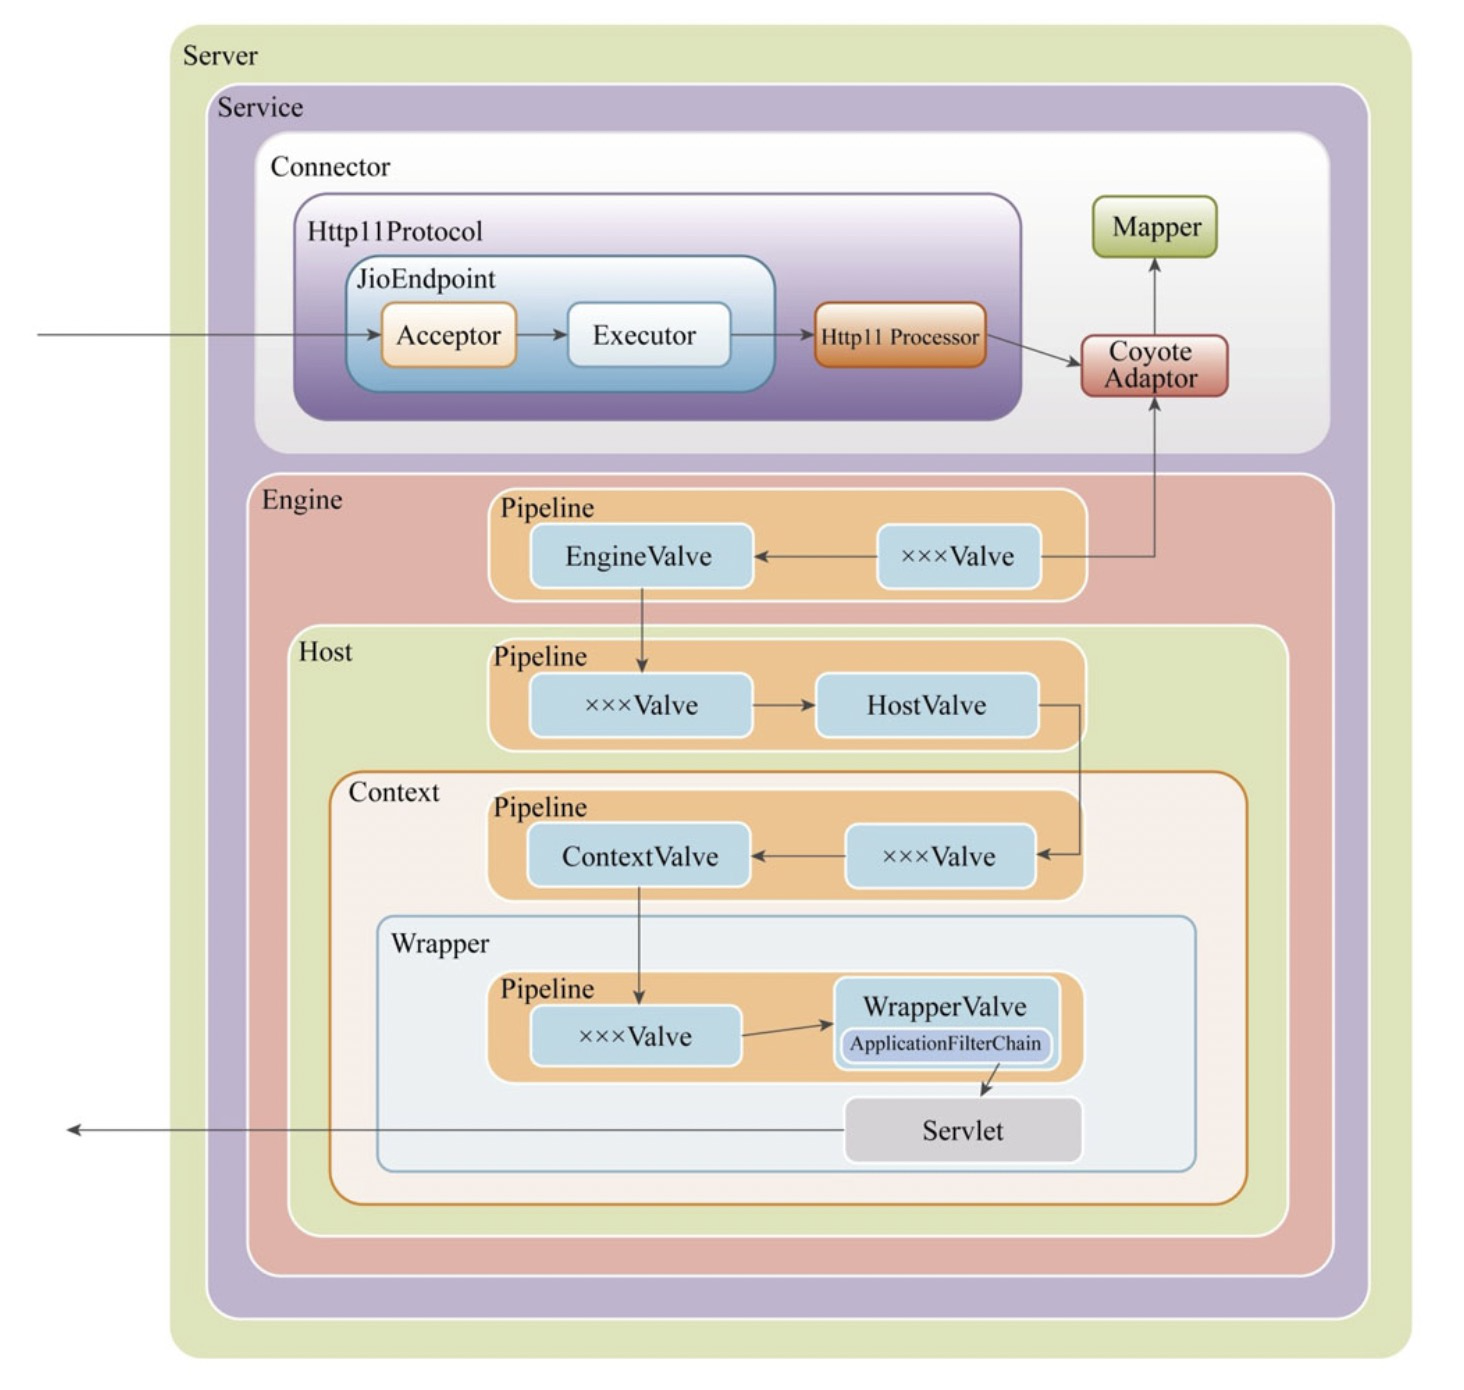 Server
Service
Connector
Http11Protocol
JioEndpoint
Acceptor
Executor
Http11 Processor
Mapper
Coyote
Adaptor
Engine
Pipeline
EngineValve
×××Valve
Host
Pipeline
×××Valve
HostValve
Context
Pipeline
ContextValve
×××Valve
Wrapper
Pipeline
×××Valve
WrapperValve
ApplicationFilterChain
Servlet